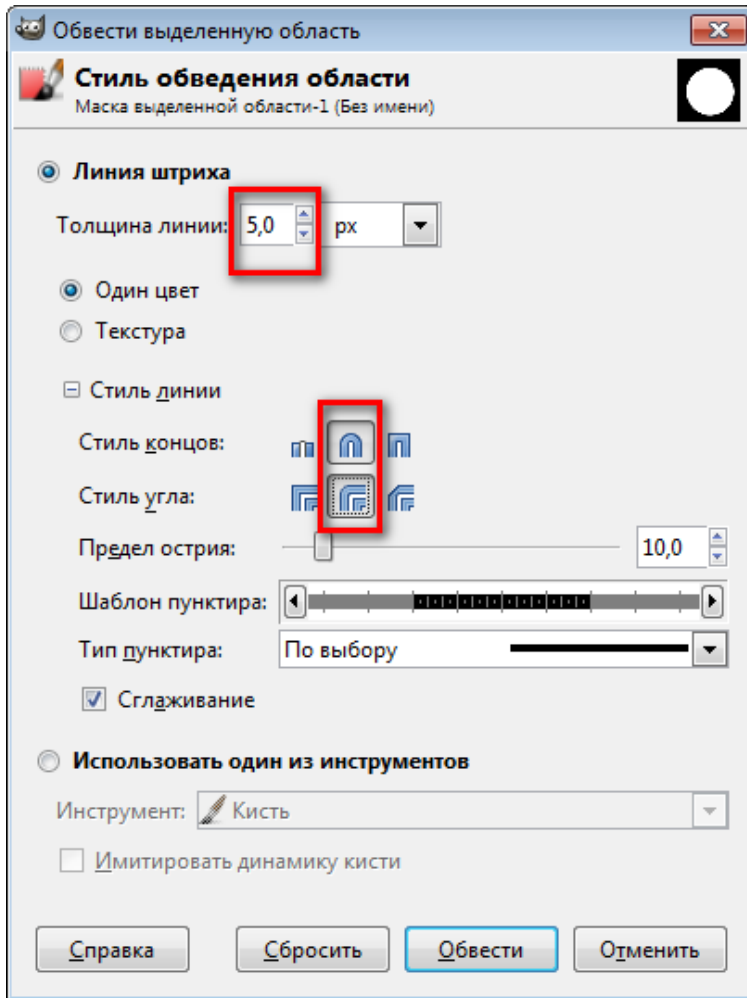 Обвести выделенную область
Стиль обведения области
Маска выделенной области-1 (Без имени)
Линия штриха
Толщина линии: 5,0 px
Один цвет
Текстура
Стиль линии
Стиль концов:
Стиль угла:
Предел острия: 10,0
Шаблон пунктира:
Тип пунктира: По выбору
Сглаживание
Использовать один из инструментов
Инструмент: Кисть
Имитировать динамику кисти
Справка Сбросить Обвести Отменить